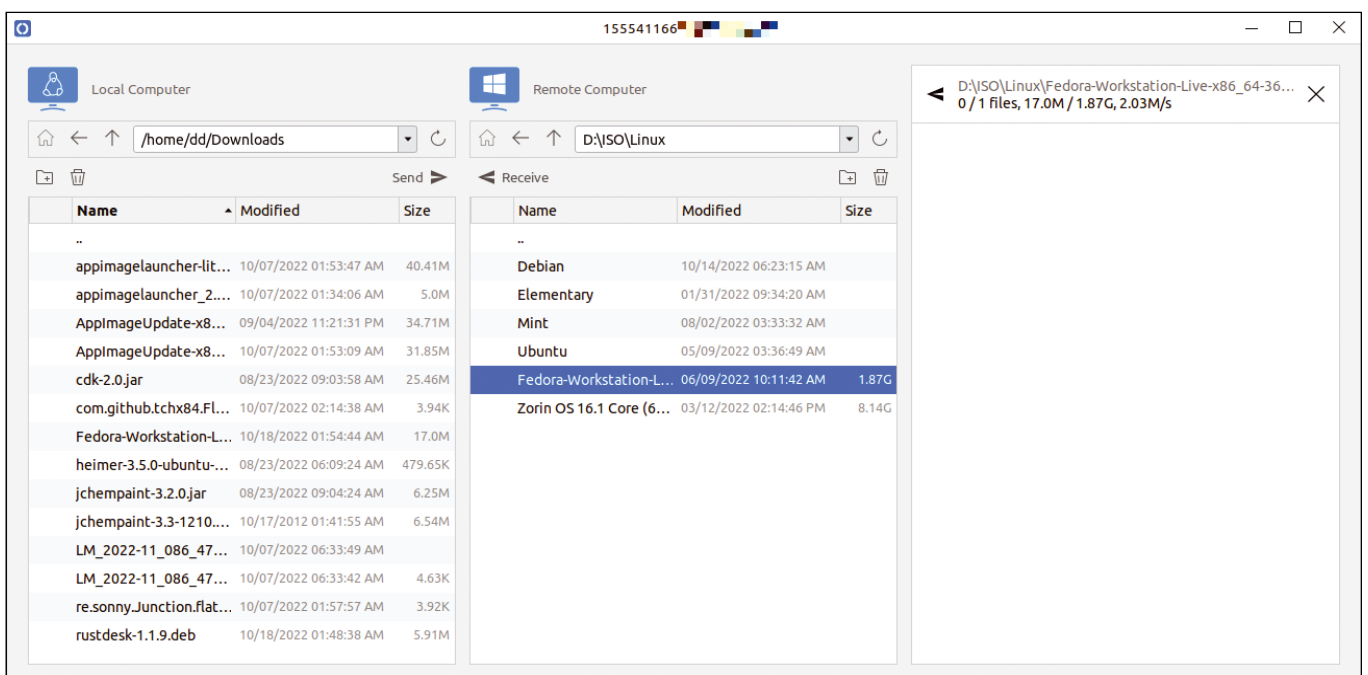 155541166
Local Computer
/home/dd/Downloads
Send
Name Modified Size
..
appimagelauncher-lit... 10/07/2022 01:53:47 AM 40.41M
appimagelauncher_2.... 10/07/2022 01:34:06 AM 5.0M
AppImageUpdate-x8... 09/04/2022 11:21:31 PM 34.71M
AppImageUpdate-x8... 10/07/2022 01:53:09 AM 31.85M
cdk-2.0.jar 08/23/2022 09:03:58 AM 25.46M
com.github.tchx84.Fl... 10/07/2022 02:14:38 AM 3.94K
Fedora-Workstation-L... 10/18/2022 01:54:44 AM 17.0M
heimer-3.5.0-ubuntu-... 08/23/2022 06:09:24 AM 479.65K
jchempaint-3.2.0.jar 08/23/2022 09:04:24 AM 6.25M
jchempaint-3.3-1210.... 10/17/2012 01:41:55 AM 6.54M
LM_2022-11_086_47... 10/07/2022 06:33:49 AM
LM_2022-11_086_47... 10/07/2022 06:33:42 AM 4.63K
re.sonny.Junction.flat... 10/07/2022 01:57:57 AM 3.92K
rustdesk-1.1.9.deb 10/18/2022 01:48:38 AM 5.91M
Remote Computer
D:\ISO\Linux
Receive
Name Modified Size
..
Debian 10/14/2022 06:23:15 AM
Elementary 01/31/2022 09:34:20 AM
Mint 08/02/2022 03:33:32 AM
Ubuntu 05/09/2022 03:36:49 AM
Fedora-Workstation-L... 06/09/2022 10:11:42 AM 1.87G
Zorin OS 16.1 Core (6... 03/12/2022 02:14:46 PM 8.14G
D:\ISO\Linux\Fedora-Workstation-Live-x86_64-36...
0 / 1 files, 17.0M / 1.87G, 2.03M/s